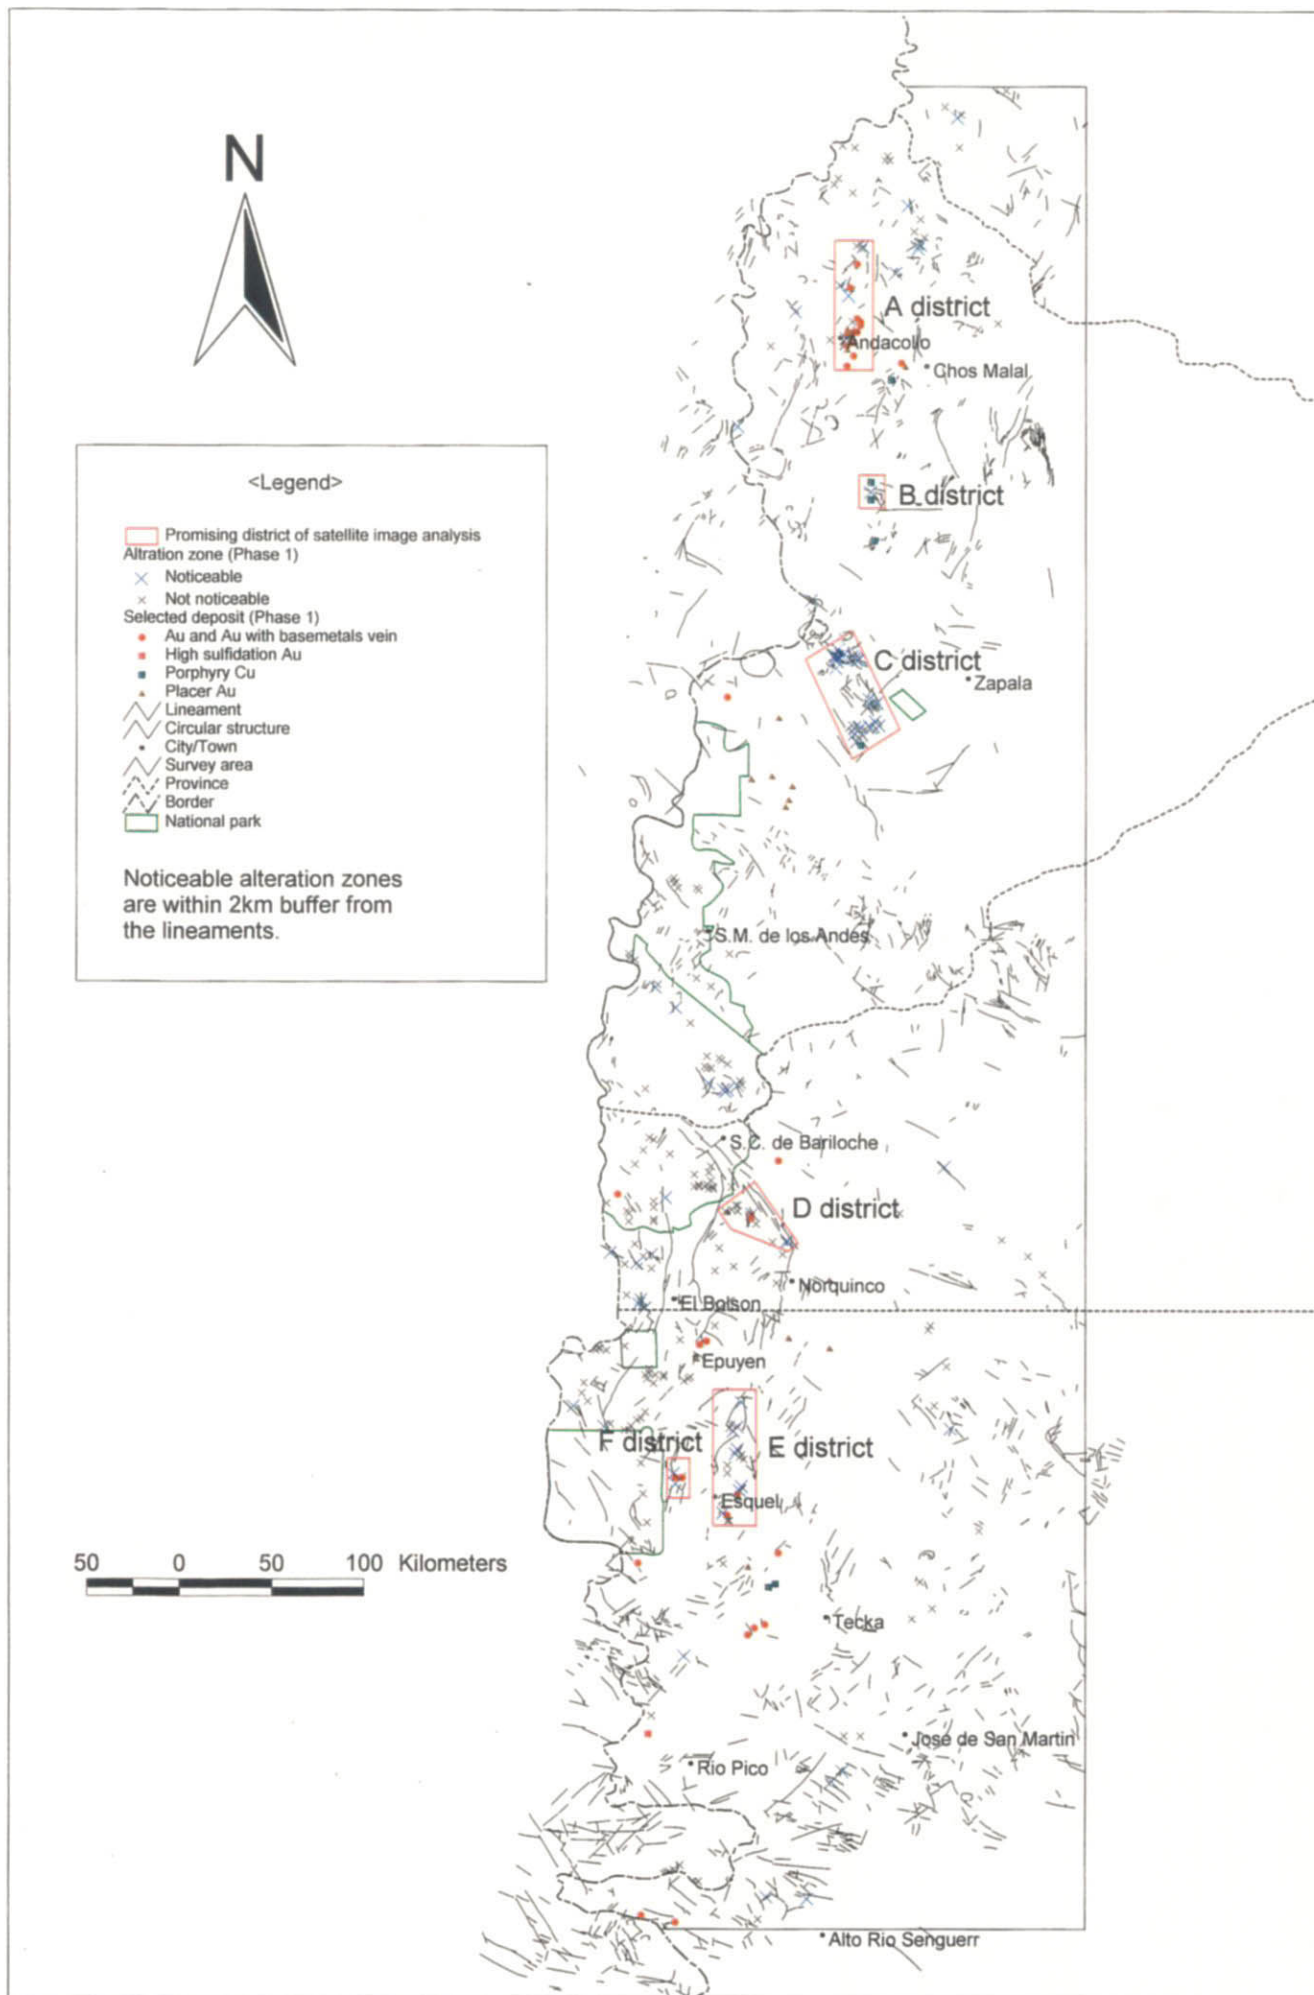 N
A district
Andacollo
Chos Malal
<Legend>
B district
Promising district of satellite image analysis
Altration zone (Phase 1)
Noticeable
Not noticeable
Selected deposit (Phase 1)
Au and Au with basemetals vein
High sulfidation Au
Porphyry Cu
Placer Au
Lineament
Circular structure
City/Town
Survey area
Province
Border
National park
Noticeable alteration zones
are within 2km buffer from
the lineaments.
C district
Zapala
S.M. de los Andes
S.C. de Bariloche
D district
Norquinco
El Bolson
Epuyen
F district
E district
Esquel
50 0 50 100 Kilometers
Tecka
José de San Martin
Rio Pico
Alto Rio Senguerr